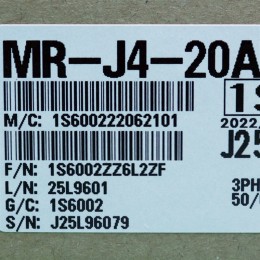 MR-J4-20A
1S
M/C: 1S600222062101
2022.
J25
F/N: 1S6002ZZ6L2ZF
L/N: 25L9601
3PH
G/C: 1S6002
50/
S/N: J25L96079